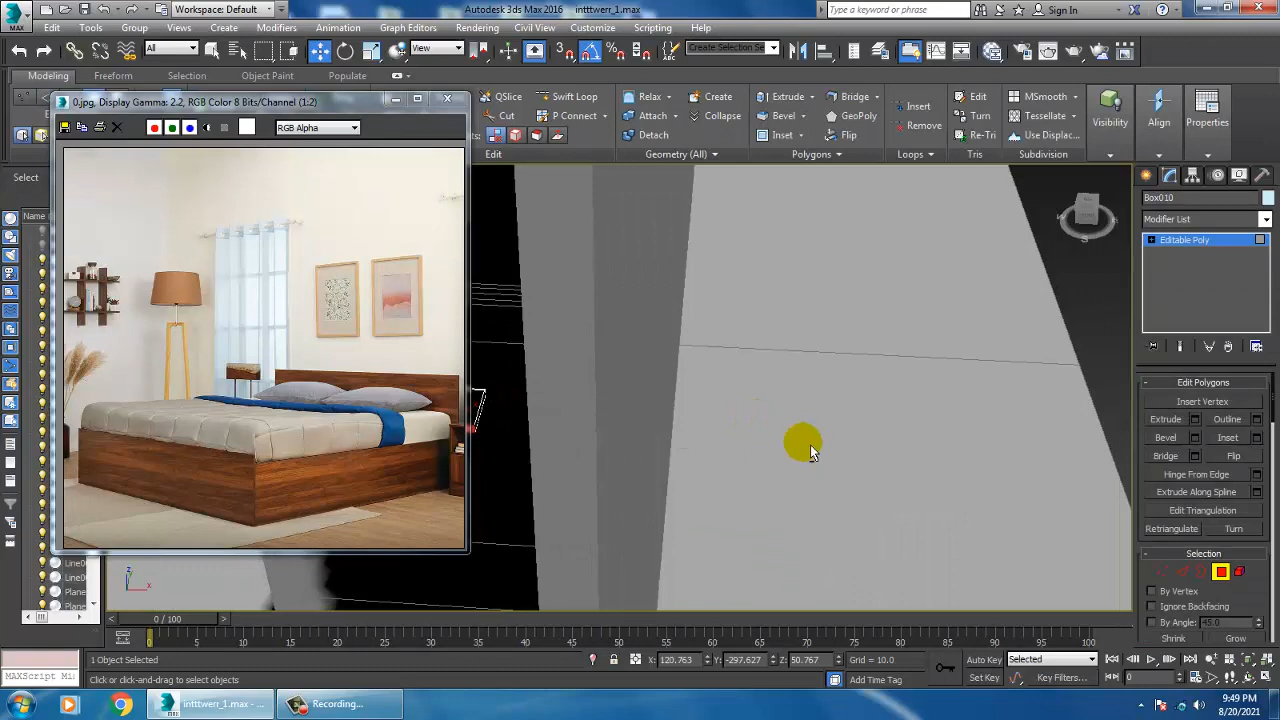 Workspace: Default
Autodesk 3ds Max 2016
intttwerr_1.max
Type a keyword or phrase
Sign In
MAX
Edit
Tools
Group
Views
Create
Modifiers
Animation
Graph Editors
Rendering
Civil View
Customize
Scripting
Help
All
View
Create Selection Se
Modeling
Freeform
Selection
Object Paint
Populate
0.jpg, Display Gamma: 2.2, RGB Color 8 Bits/Channel (1:2)
RGB Alpha
QSlice
Swift Loop
Cut
P Connect
Edit
Relax
Create
Attach
Collapse
Detach
Geometry (All)
Extrude
Bridge
Bevel
GeoPoly
Inset
Flip
Polygons
Insert
Remove
Loops
Edit
Turn
Re-Tri
Tris
MSmooth
Tessellate
Use Displac...
Subdivision
Visibility
Align
Properties
Select
Name
Box010
Modifier List
Editable Poly
Edit Polygons
Insert Vertex
Extrude
Outline
Bevel
Inset
Bridge
Flip
Hinge From Edge
Extrude Along Spline
Edit Triangulation
Retriangulate
Turn
Selection
By Vertex
Ignore Backfacing
By Angle: 45.0
Shrink
Grow
Line0
Line0
Plane
Plane
0 / 100
0 5 10 15 20 25 30 35 40 45 50 55 60 65 70 75 80 85 90 95 100
1 Object Selected
X: 120.763
Y: -297.627
Z: 50.767
Grid = 10.0
Auto Key
Selected
MAXScript Mi
Click or click-and-drag to select objects
Add Time Tag
Set Key
Key Filters...
0
intttwerr_1.max - ...
Recording...
9:49 PM
8/20/2021